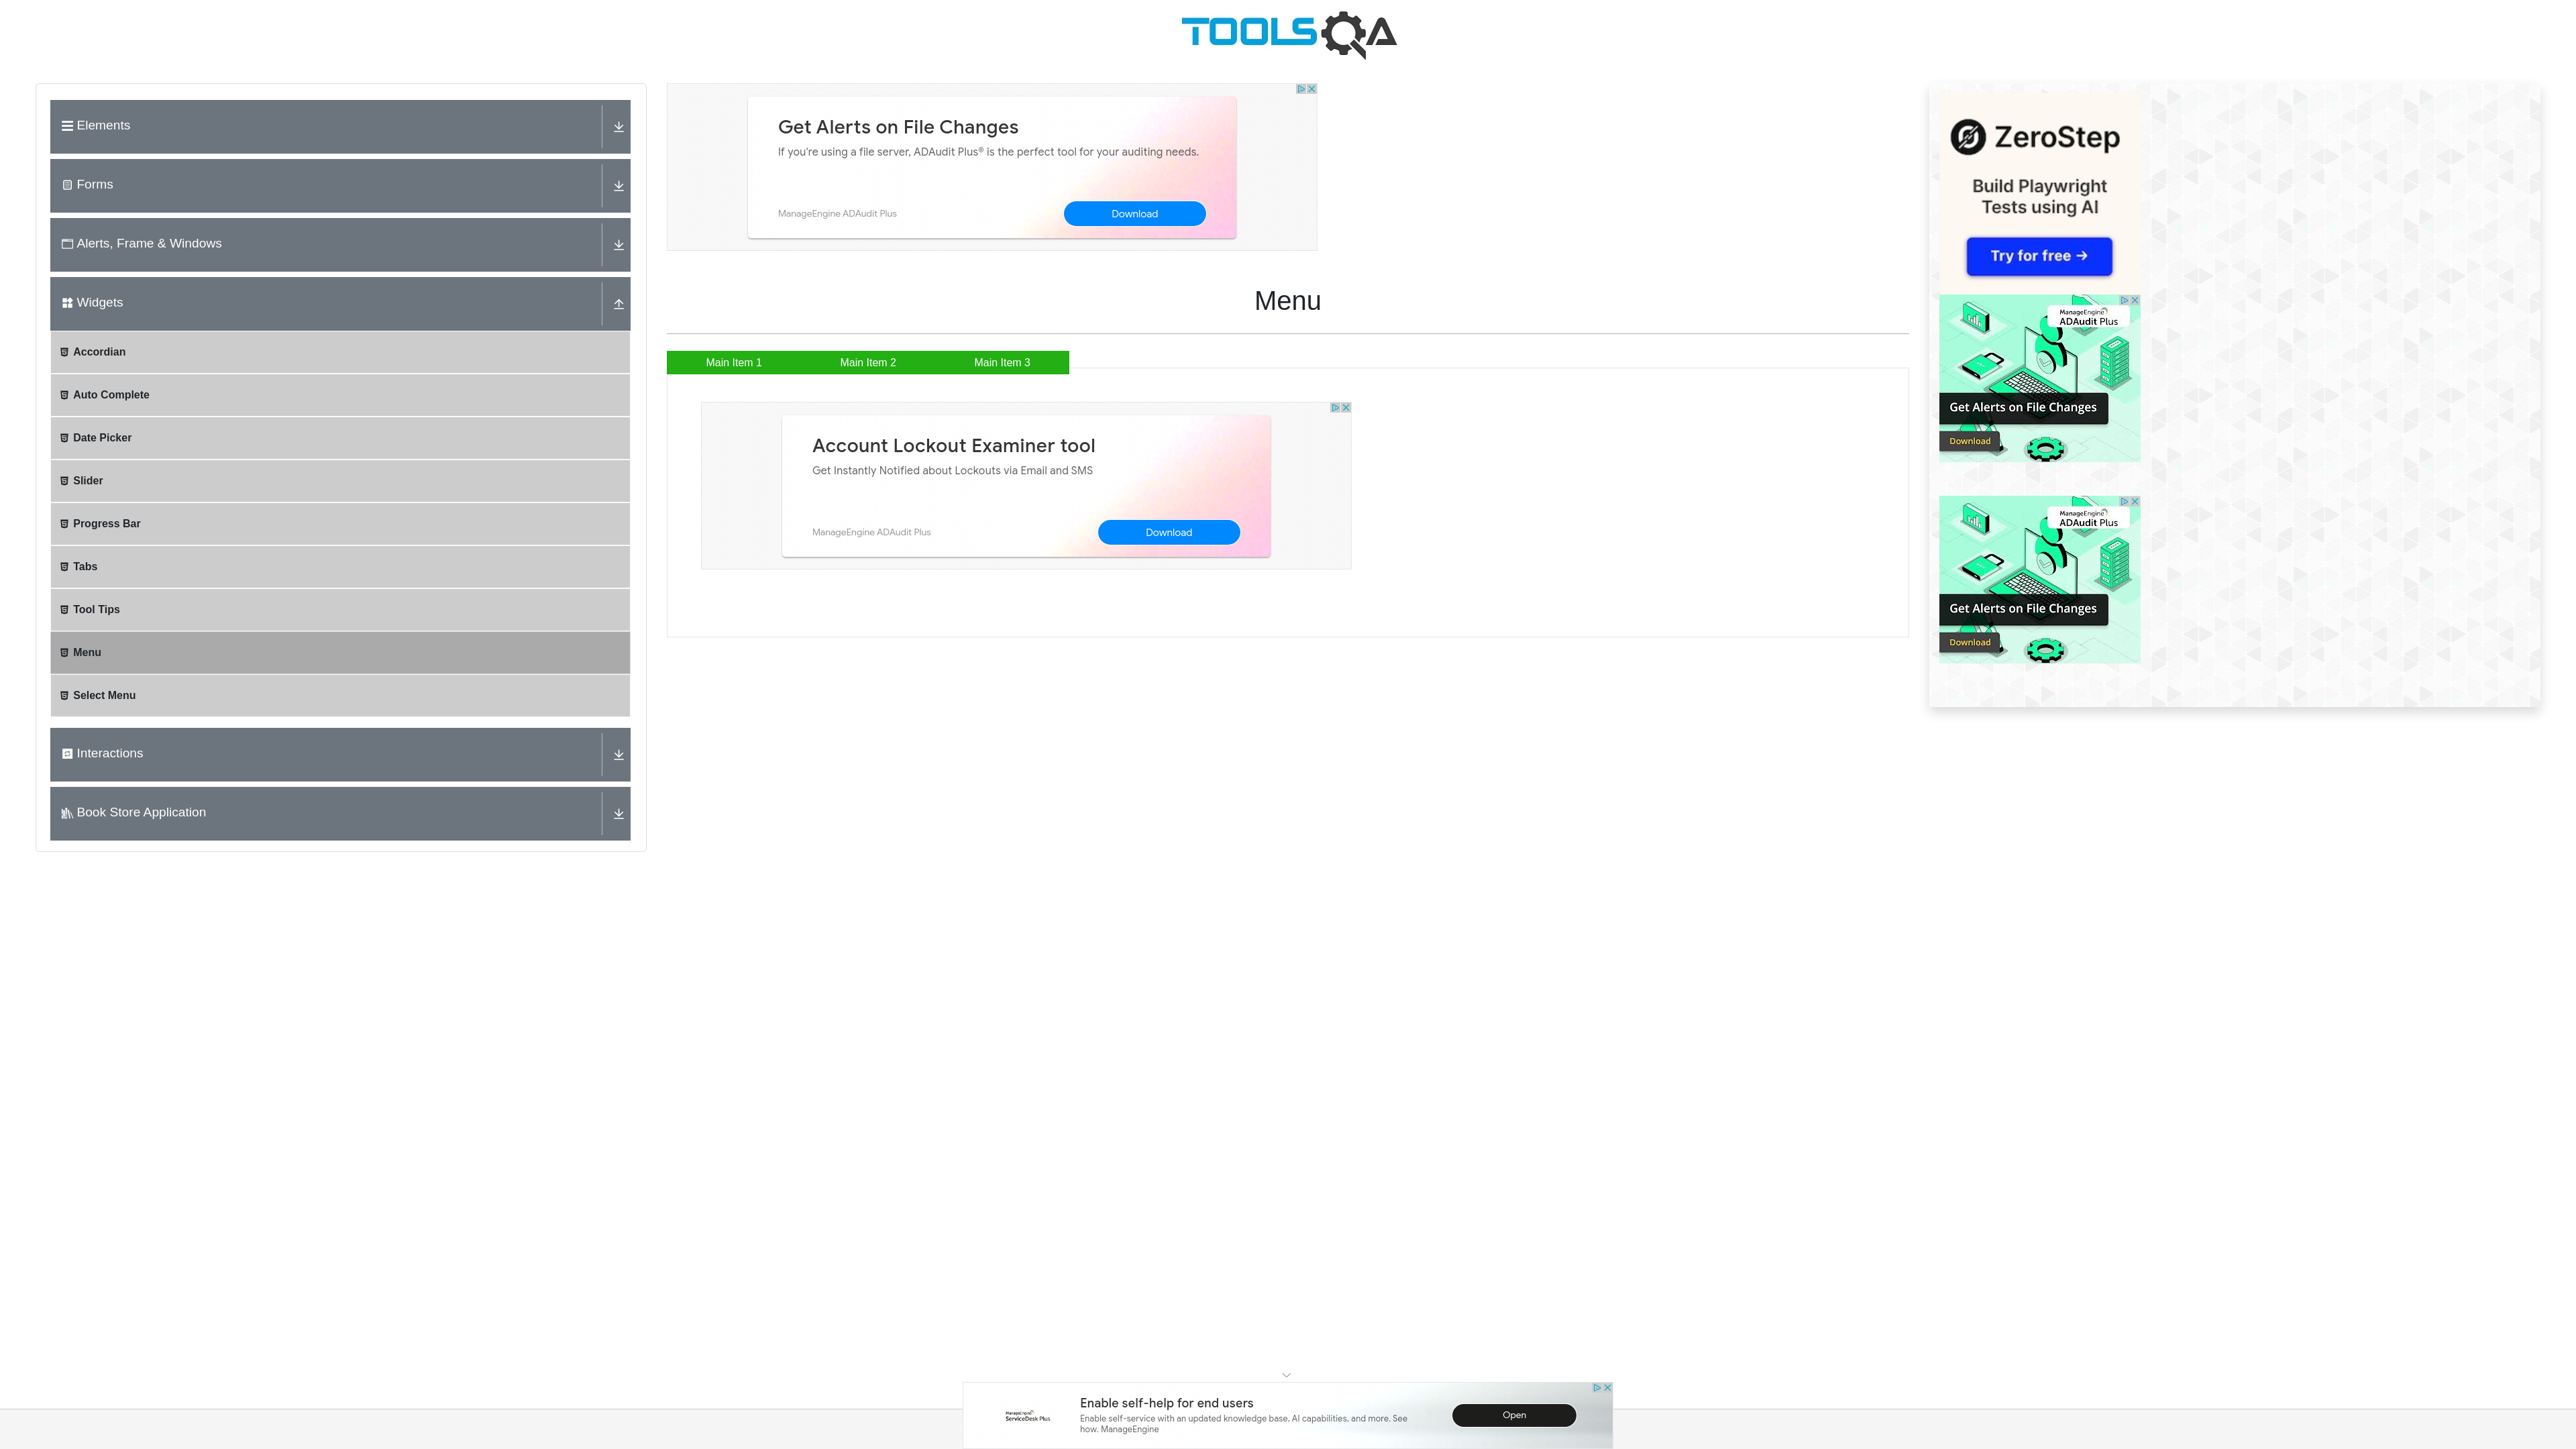 TOOLSQA
Elements
Forms
Alerts, Frame & Windows
Widgets
Accordian
Auto Complete
Date Picker
Slider
Progress Bar
Tabs
Tool Tips
Menu
Select Menu
Interactions
Book Store Application
Get Alerts on File Changes
If you're using a file server, ADAudit Plus® is the perfect tool for your auditing needs.
ManageEngine ADAudit Plus
Download
Menu
Main Item 1
Main Item 2
Main Item 3
Account Lockout Examiner tool
Get Instantly Notified about Lockouts via Email and SMS
ManageEngine ADAudit Plus
Download
ZeroStep
Build Playwright
Tests using AI
Try for free →
ManageEngine
ADAudit Plus
Get Alerts on File Changes
Download
ManageEngine
ADAudit Plus
Get Alerts on File Changes
Download
ManageEngine
ServiceDesk Plus
Enable self-help for end users
Enable self-service with an updated knowledge base, AI capabilities, and more. See
how. ManageEngine
Open